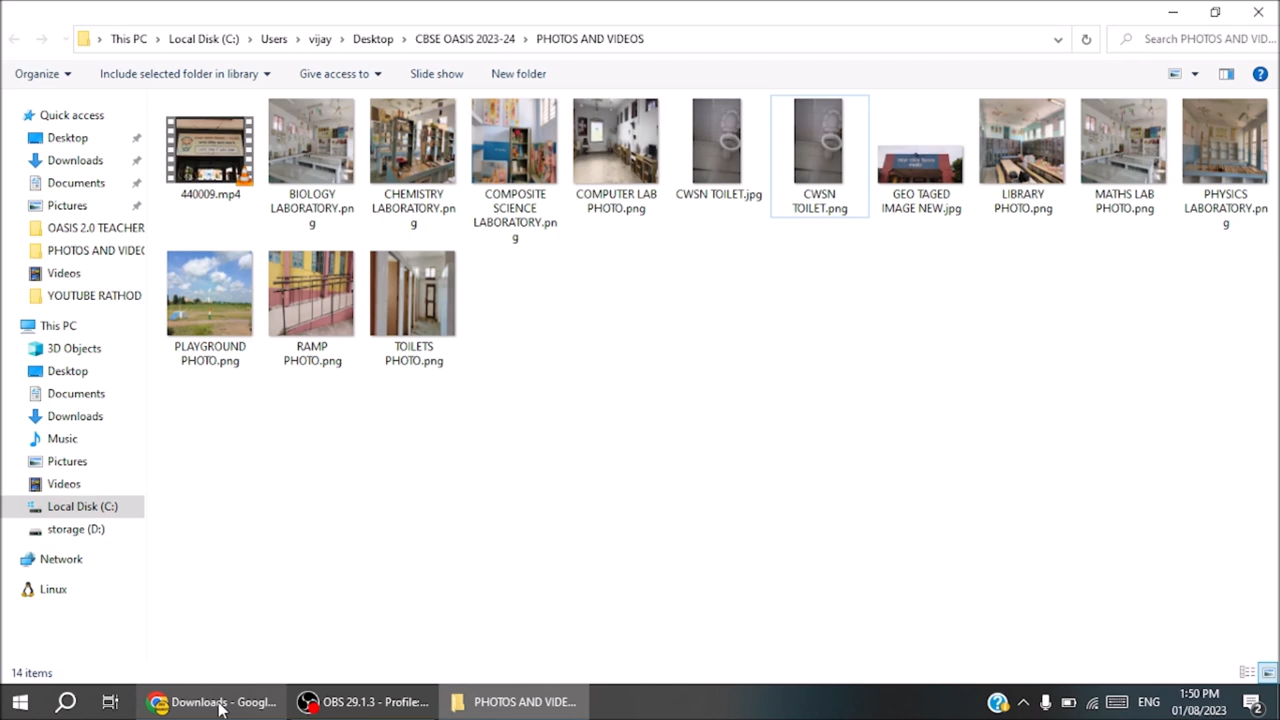 This PC > Local Disk (C:) > Users > vijay > Desktop > CBSE OASIS 2023-24 > PHOTOS AND VIDEOS
Search PHOTOS AND VID...
Organize
Include selected folder in library
Give access to
Slide show
New folder
Quick access
Desktop
Downloads
Documents
Pictures
OASIS 2.0 TEACHER
PHOTOS AND VIDEO
Videos
YOUTUBE RATHOD
This PC
3D Objects
Desktop
Documents
Downloads
Music
Pictures
Videos
Local Disk (C:)
storage (D:)
Network
Linux
440009.mp4
BIOLOGY
LABORATORY.pn
g
CHEMISTRY
LABORATORY.pn
g
COMPOSITE
SCIENCE
LABORATORY.pn
g
COMPUTER LAB
PHOTO.png
CWSN TOILET.jpg
CWSN
TOILET.png
GEO TAGED
IMAGE NEW.jpg
LIBRARY
PHOTO.png
MATHS LAB
PHOTO.png
PHYSICS
LABORATORY.pn
g
PLAYGROUND
PHOTO.png
RAMP
PHOTO.png
TOILETS
PHOTO.png
14 items
Downloads - Googl...
OBS 29.1.3 - Profile:...
PHOTOS AND VIDE...
ENG
1:50 PM
01/08/2023
2